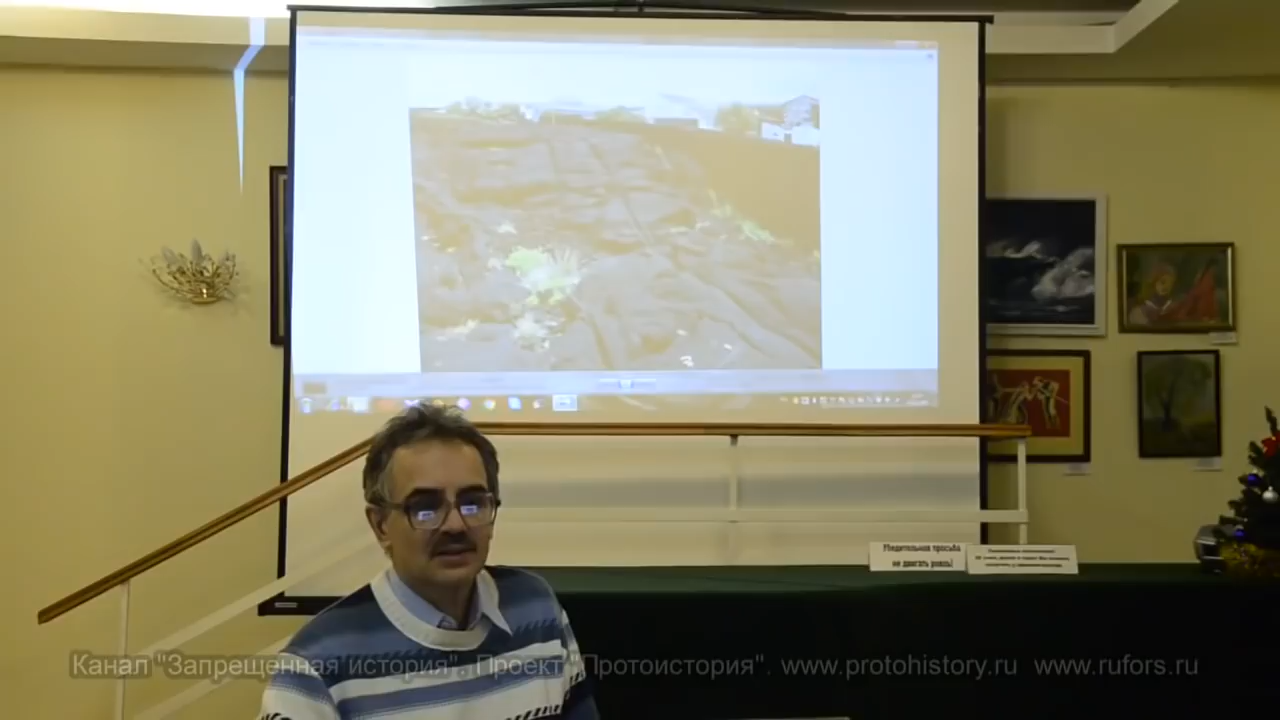 Убедительная просьба
не двигать рояль!
Канал "Запрещенная история". Проект "Протоистория". www.protohistory.ru www.rufors.ru